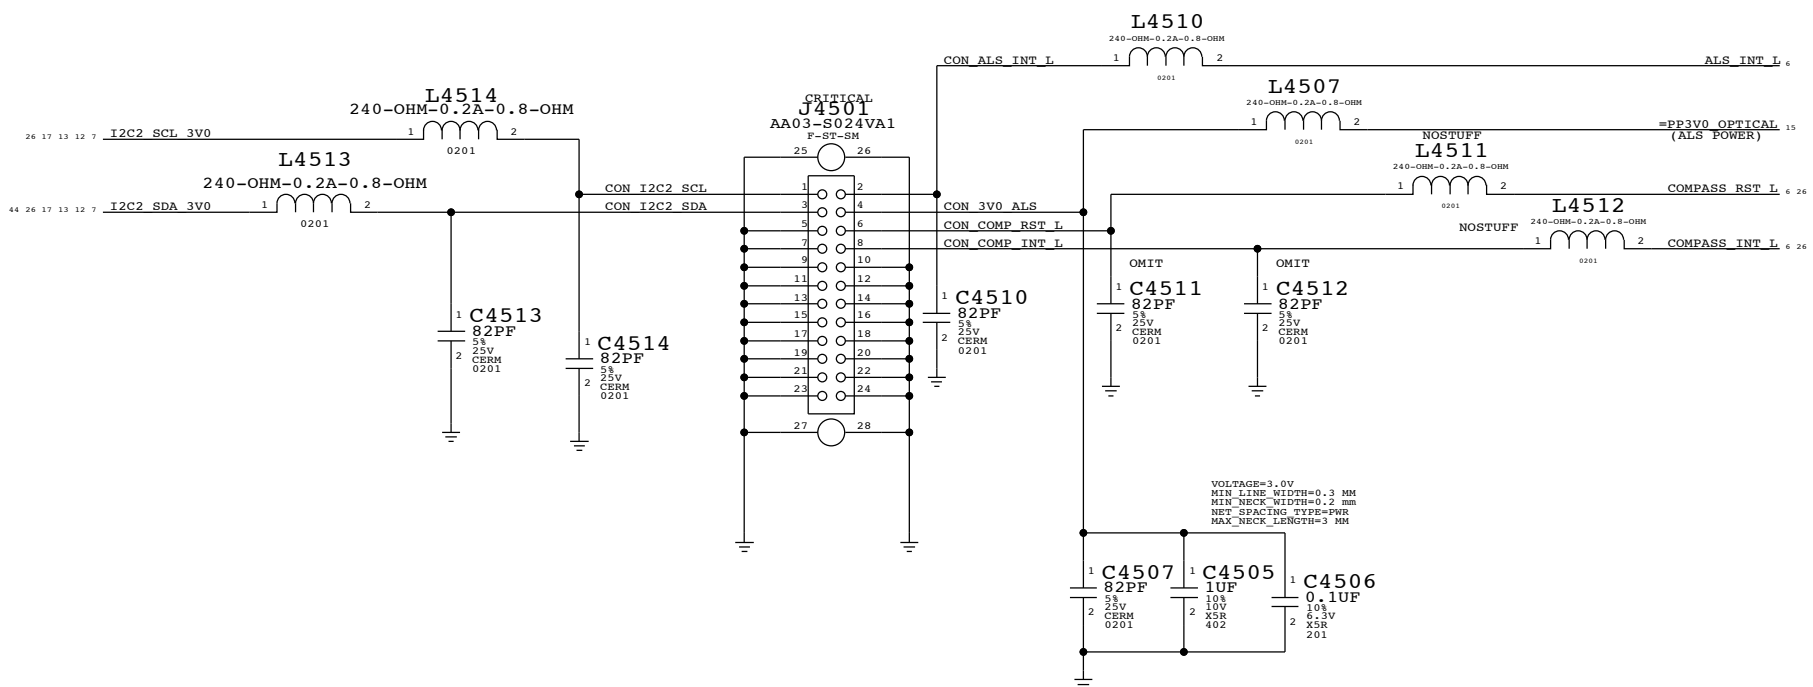 L4510
240-OHM-0.2A-0.8-OHM
1
2
0201
CON_ALS_INT_L
ALS_INT_L
6
L4507
240-OHM-0.2A-0.8-OHM
1
2
0201
=PP3V0_OPTICAL
15
(ALS POWER)
NOSTUFF
L4511
240-OHM-0.2A-0.8-OHM
1
2
0201
COMPASS_RST_L
6 26
L4512
240-OHM-0.2A-0.8-OHM
NOSTUFF
1
2
0201
COMPASS_INT_L
6 26
L4514
240-OHM-0.2A-0.8-OHM
26 17 13 12 7
I2C2_SCL_3V0
1
2
0201
L4513
240-OHM-0.2A-0.8-OHM
44 26 17 13 12 7
I2C2_SDA_3V0
1
2
0201
CRITICAL
J4501
AA03-S024VA1
F-ST-SM
25
26
CON_I2C2_SCL
1
2
CON_I2C2_SDA
3
4
CON_3V0_ALS
5
6
CON_COMP_RST_L
7
8
CON_COMP_INT_L
9
10
11
12
13
14
15
16
17
18
19
20
21
22
23
24
27
28
1
C4513
82PF
5%
25V
CERM
0201
2
1
C4514
82PF
5%
25V
CERM
0201
2
1
C4510
82PF
5%
25V
CERM
0201
2
OMIT
1
C4511
82PF
5%
25V
CERM
0201
2
OMIT
1
C4512
82PF
5%
25V
CERM
0201
2
VOLTAGE=3.0V
MIN_LINE_WIDTH=0.3 MM
MIN_NECK_WIDTH=0.2 mm
NET_SPACING_TYPE=PWR
MAX_NECK_LENGTH=3 MM
1
C4507
82PF
5%
25V
CERM
0201
2
1
C4505
1UF
10%
10V
X5R
402
2
1
C4506
0.1UF
10%
6.3V
X5R
201
2